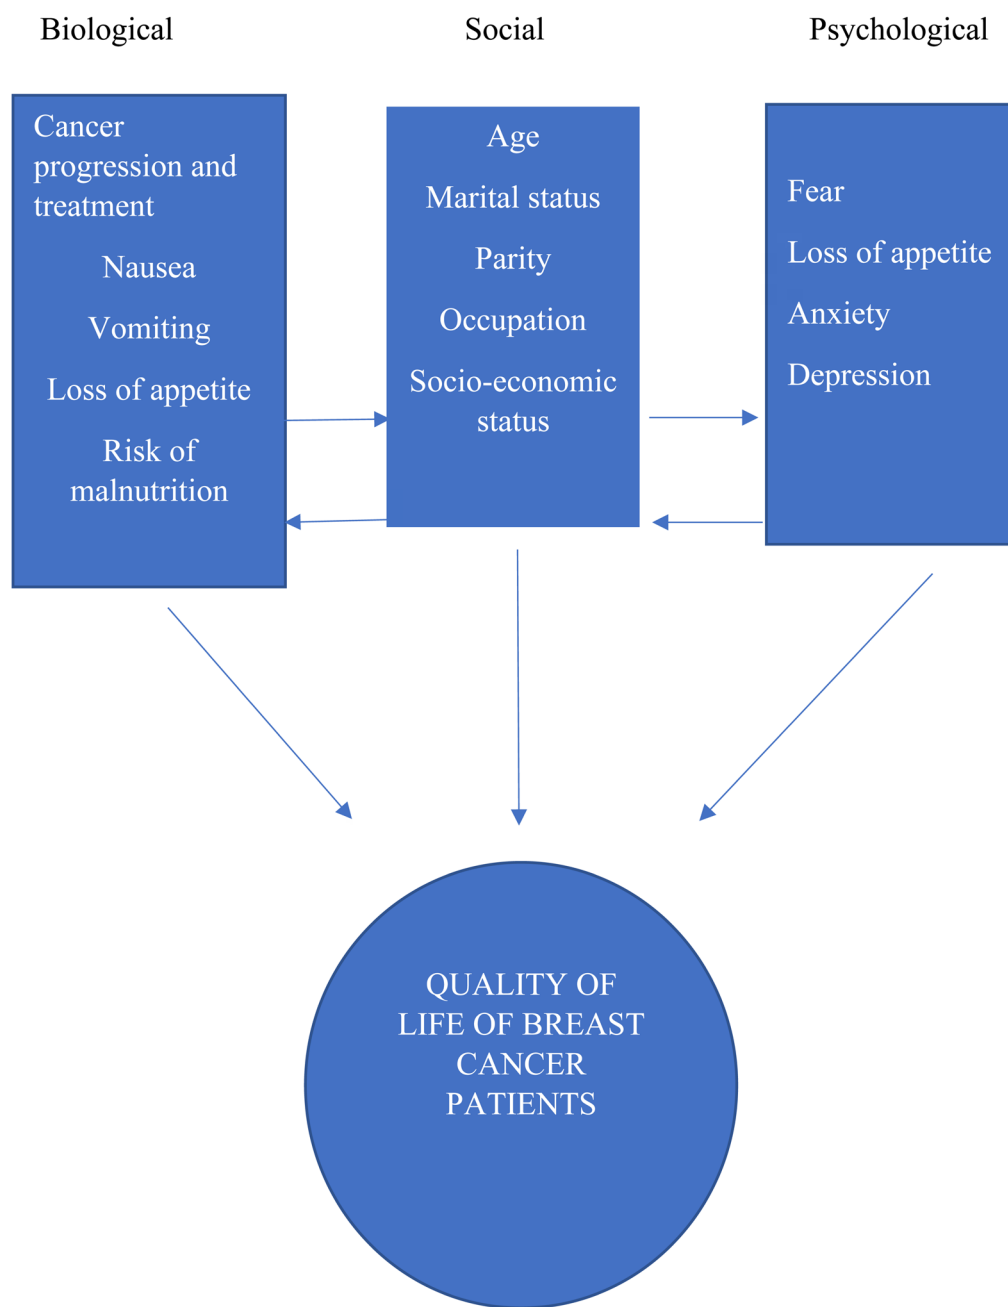 Biological
Social
Psychological
Cancer
progression and
treatment
Nausea
Vomiting
Loss of appetite
Risk of
malnutrition
Age
Marital status
Parity
Occupation
Socio-economic
status
Fear
Loss of appetite
Anxiety
Depression
QUALITY OF
LIFE OF BREAST
CANCER
PATIENTS